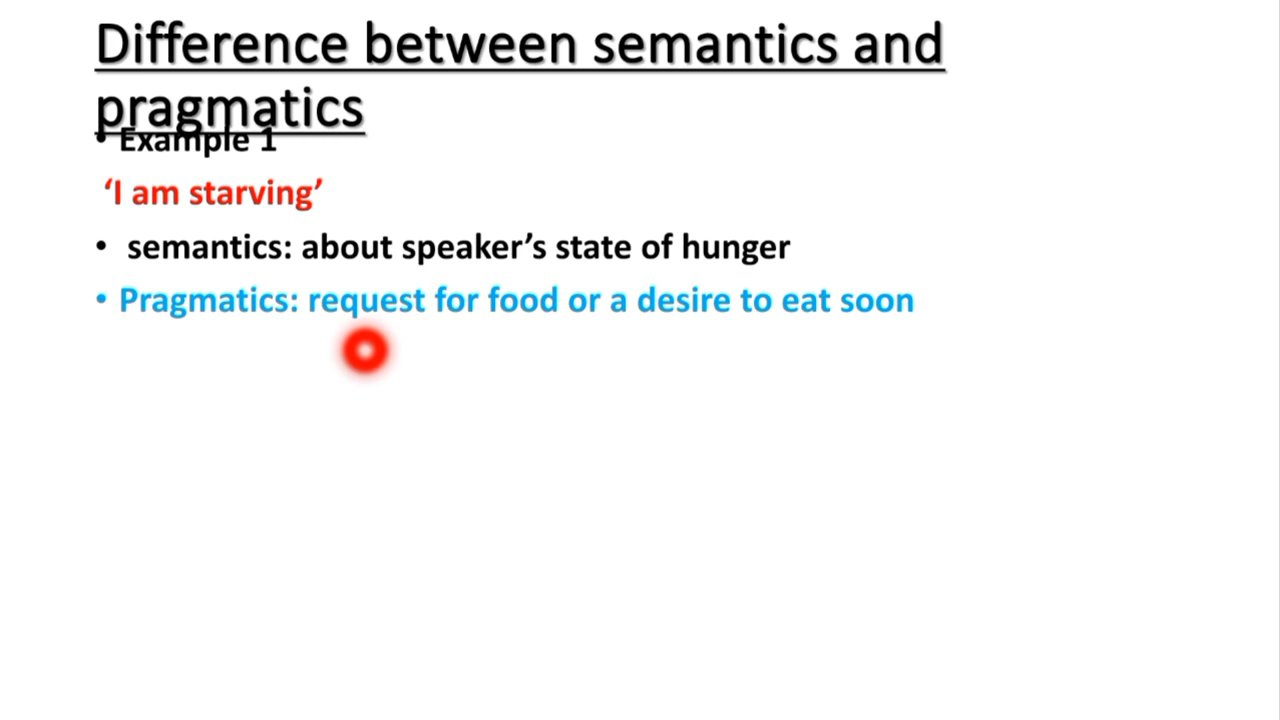 Difference between semantics and
pragmatics
• Example 1
‘I am starving’
• semantics: about speaker’s state of hunger
• Pragmatics: request for food or a desire to eat soon